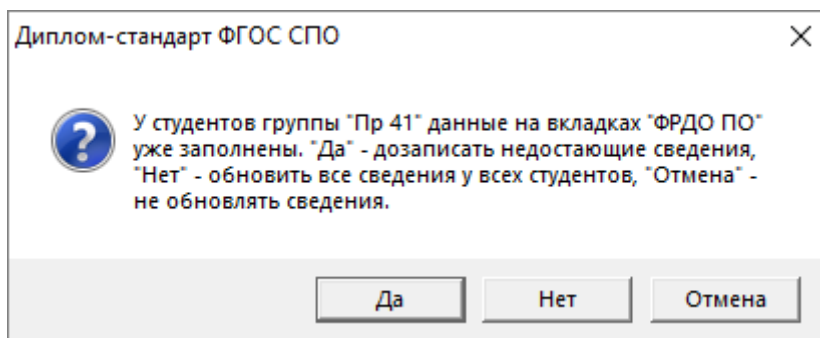 Диплом-стандарт ФГОС СПО
У студентов группы "Пр 41" данные на вкладках "ФРДО ПО"
уже заполнены. "Да" - дозаписать недостающие сведения,
"Нет" - обновить все сведения у всех студентов, "Отмена" -
не обновлять сведения.
Да Нет Отмена